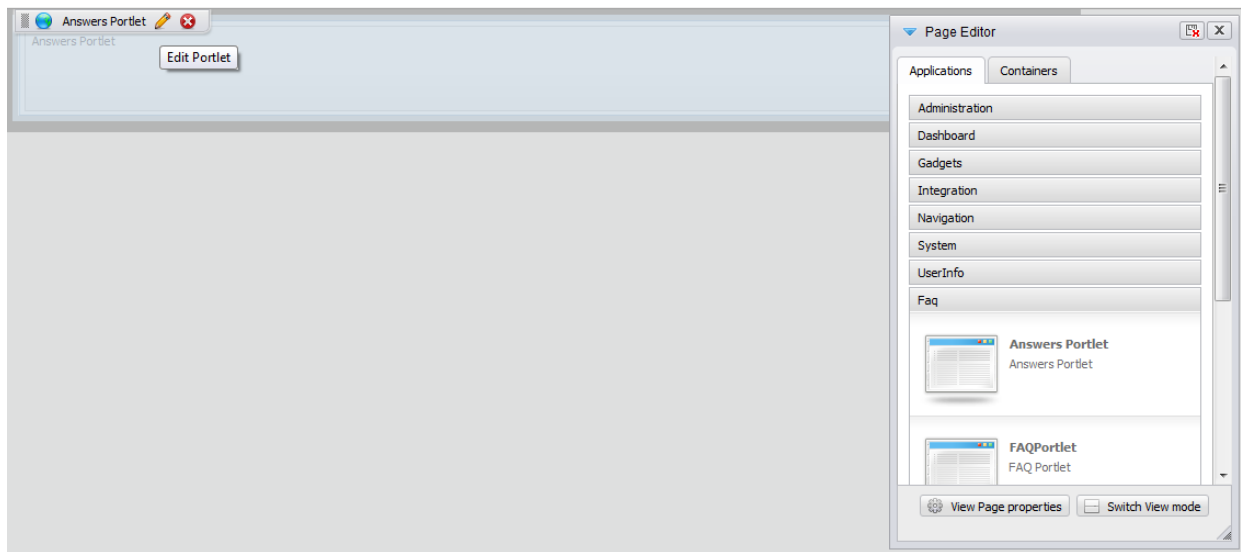 Answers Portlet
Answers Portlet
Edit Portlet
Page Editor
Applications
Containers
Administration
Dashboard
Gadgets
Integration
Navigation
System
UserInfo
Faq
Answers Portlet
Answers Portlet
FAQPortlet
FAQ Portlet
View Page properties
Switch View mode